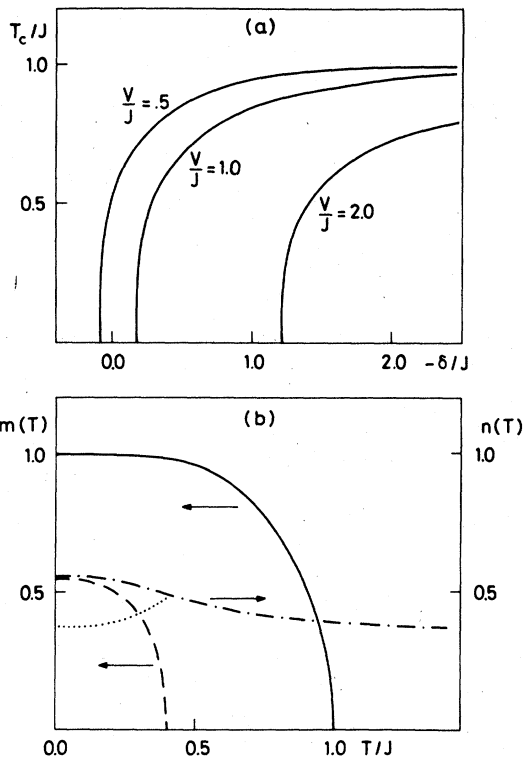 T_c/J
(a)
1.0
V/J = .5
V/J = 1.0
0.5
V/J = 2.0
0.0 1.0 2.0 -δ/J
m(T) (b) n(T)
1.0 1.0
0.5 0.5
0.0 0.5 1.0 T/J